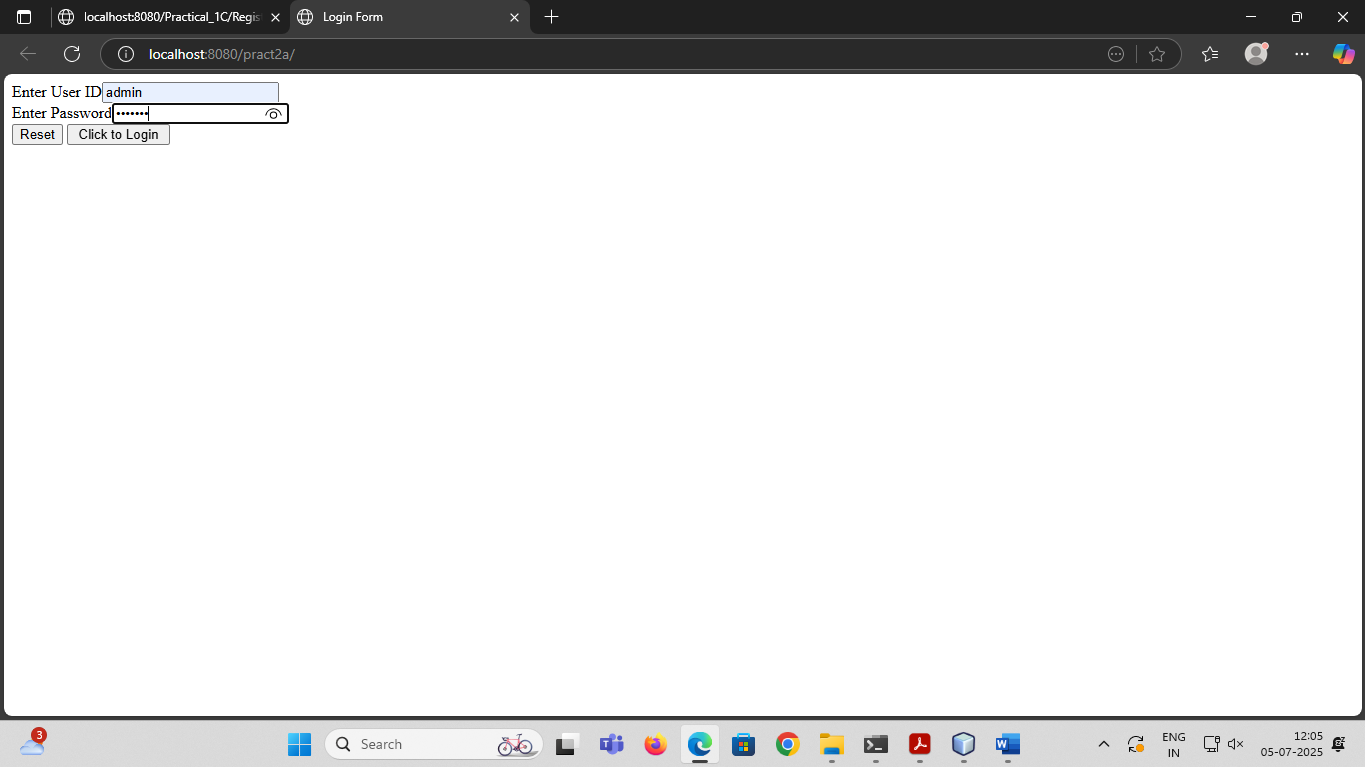 localhost:8080/Practical_1C/Regis
Login Form
localhost:8080/pract2a/
Enter User ID admin
Enter Password •••••••
Reset Click to Login
3
Search
ENG
IN
12:05
05-07-2025